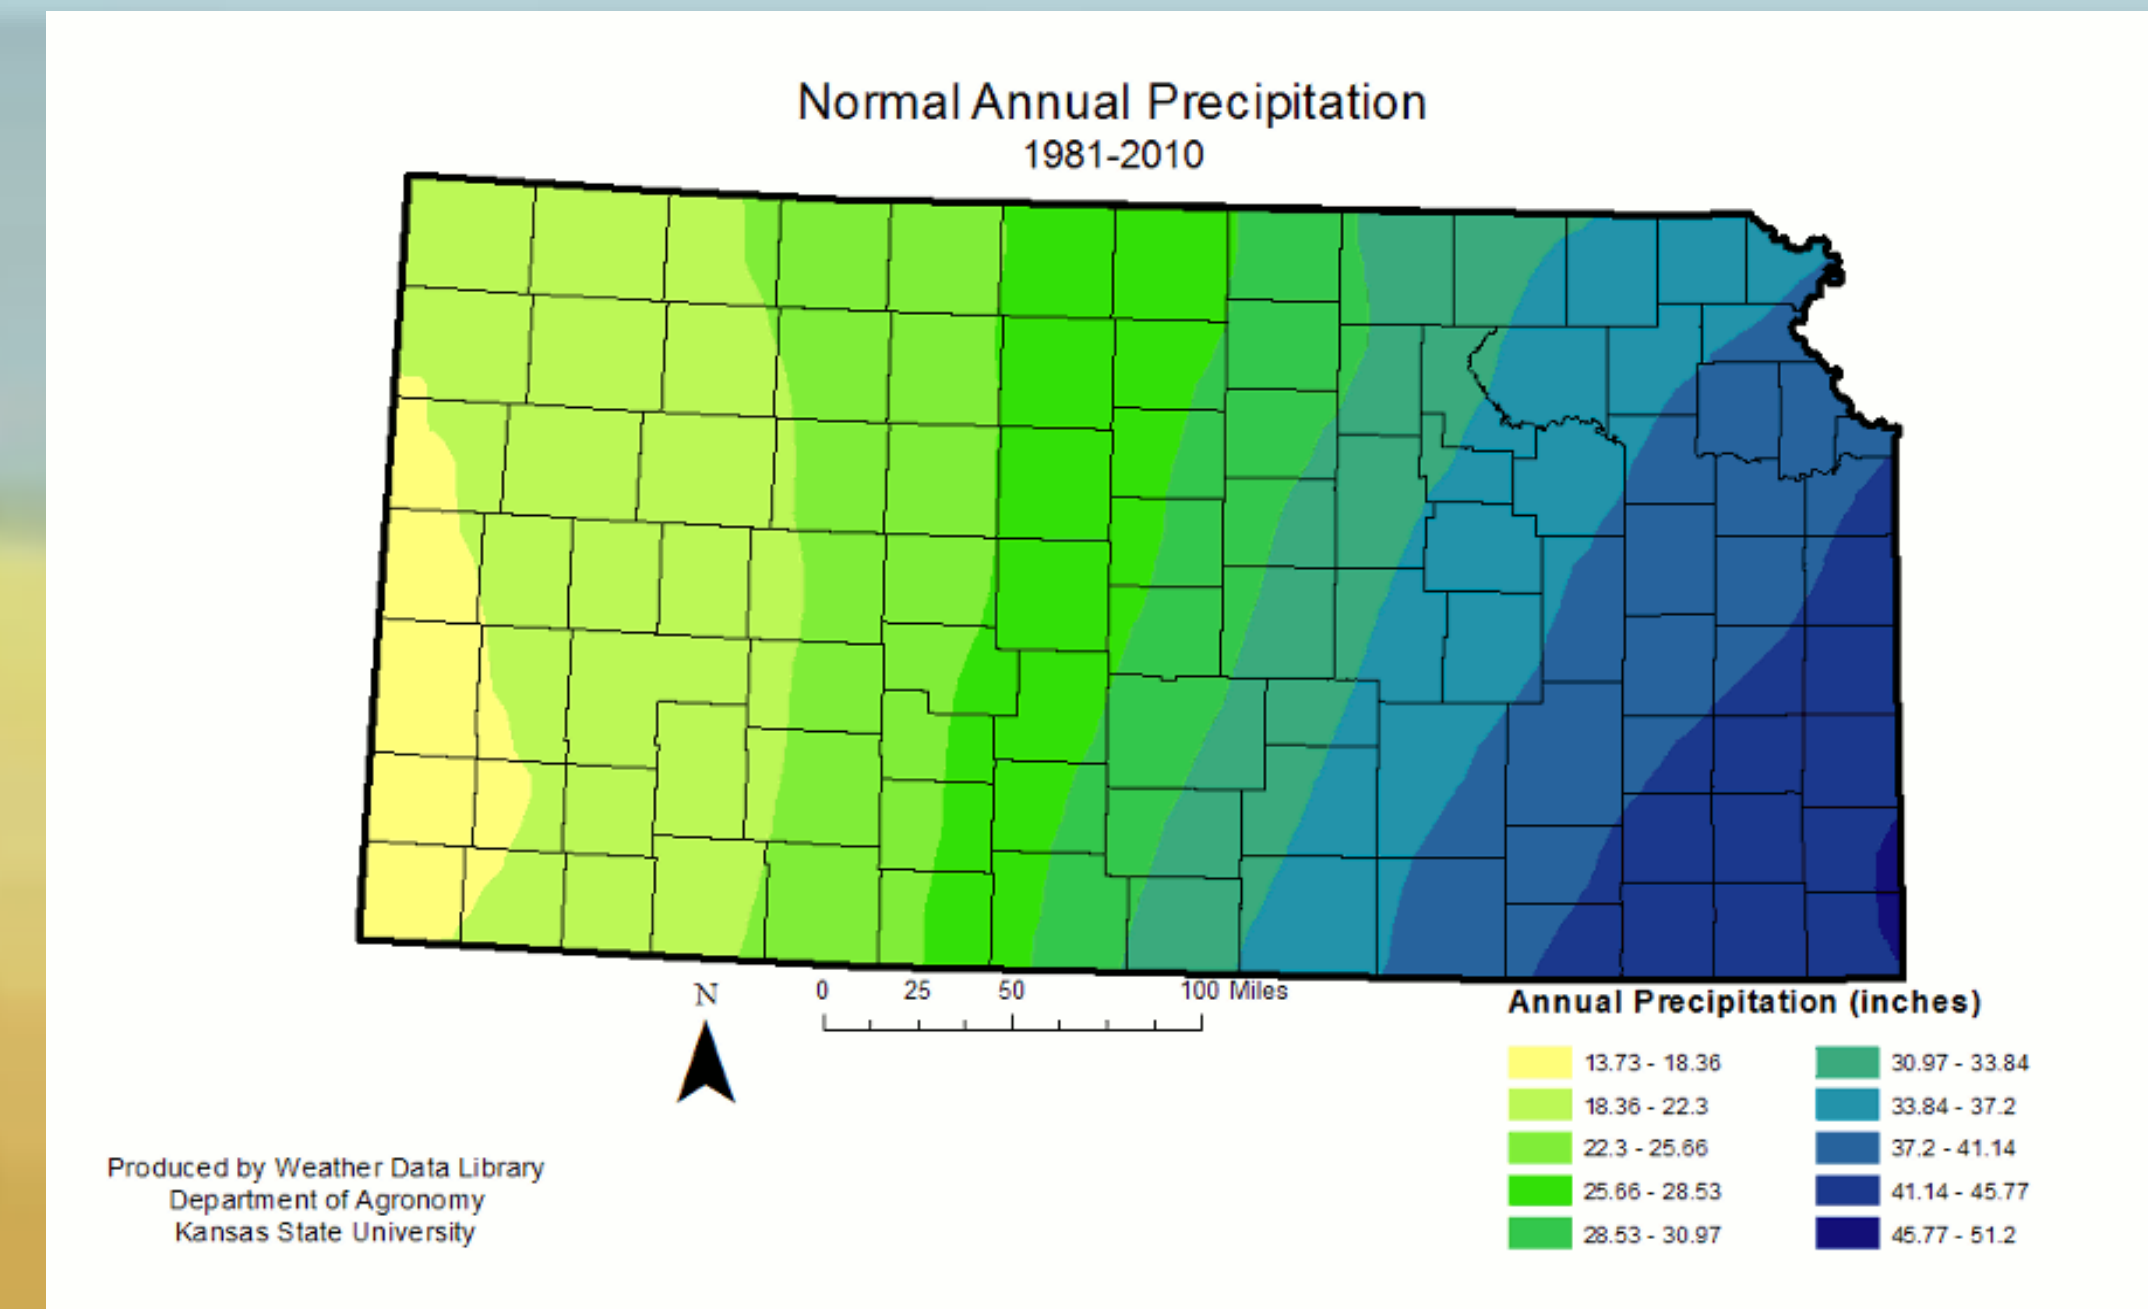 Normal Annual Precipitation
1981-2010
N
0 25 50 100 Miles
Annual Precipitation (inches)
13.73 - 18.36
18.36 - 22.3
22.3 - 25.66
25.66 - 28.53
28.53 - 30.97
30.97 - 33.84
33.84 - 37.2
37.2 - 41.14
41.14 - 45.77
45.77 - 51.2
Produced by Weather Data Library
Department of Agronomy
Kansas State University